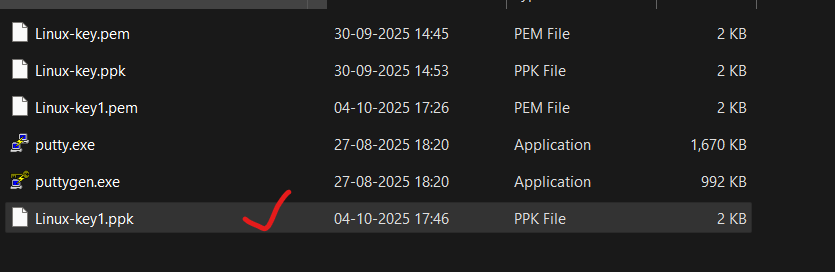 Linux-key.pem 30-09-2025 14:45 PEM File 2 KB
Linux-key.ppk 30-09-2025 14:53 PPK File 2 KB
Linux-key1.pem 04-10-2025 17:26 PEM File 2 KB
putty.exe 27-08-2025 18:20 Application 1,670 KB
puttygen.exe 27-08-2025 18:20 Application 992 KB
Linux-key1.ppk 04-10-2025 17:46 PPK File 2 KB